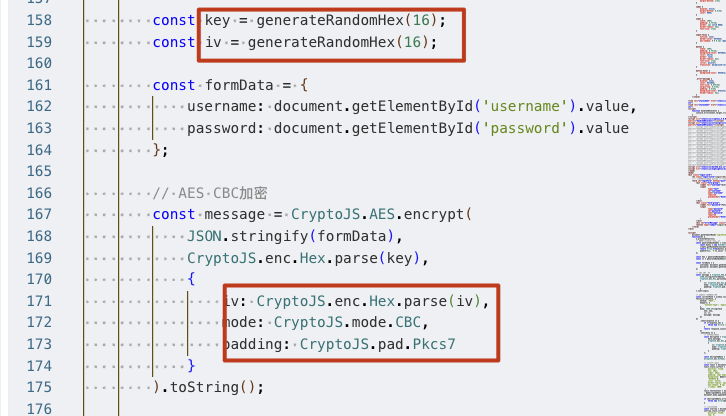 158 const key = generateRandomHex(16);
159 const iv = generateRandomHex(16);
160
161 const formData = {
162 username: document.getElementById('username').value,
163 password: document.getElementById('password').value
164 };
165
166 // AES CBC加密
167 const message = CryptoJS.AES.encrypt(
168 JSON.stringify(formData),
169 CryptoJS.enc.Hex.parse(key),
170 {
171 iv: CryptoJS.enc.Hex.parse(iv),
172 mode: CryptoJS.mode.CBC,
173 padding: CryptoJS.pad.Pkcs7
174 }
175 ).toString();
176